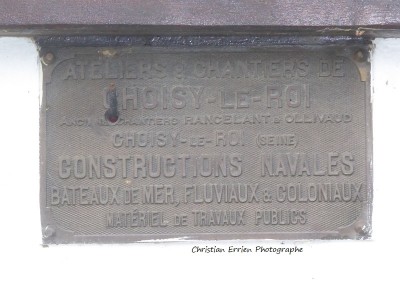 ATELIERS & CHANTIERS DE
CHOISY-LE-ROI
ANCIENS CHANTIERS RANCELANT & OLLIVAUD
CHOISY-LE-ROI (SEINE)
CONSTRUCTIONS NAVALES
BATEAUX DE MER, FLUVIAUX & COLONIAUX
MATÉRIEL DE TRAVAUX PUBLICS
Christian Errien Photographe